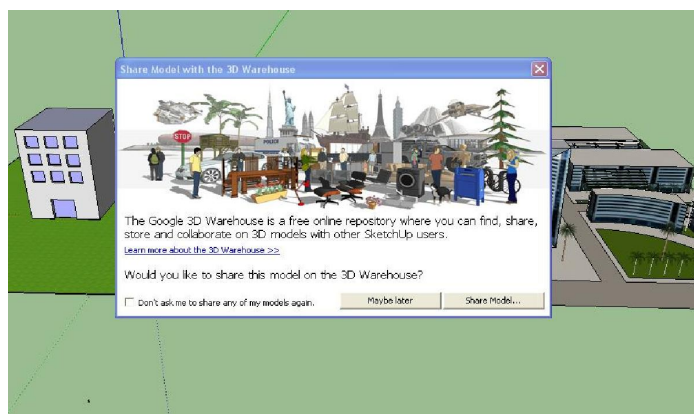 Share Model with the 3D Warehouse
STOP
POLICE
The Google 3D Warehouse is a free online repository where you can find, share,
store and collaborate on 3D models with other SketchUp users.
Learn more about the 3D Warehouse >>
Would you like to share this model on the 3D Warehouse?
Don't ask me to share any of my models again.
Maybe later
Share Model...